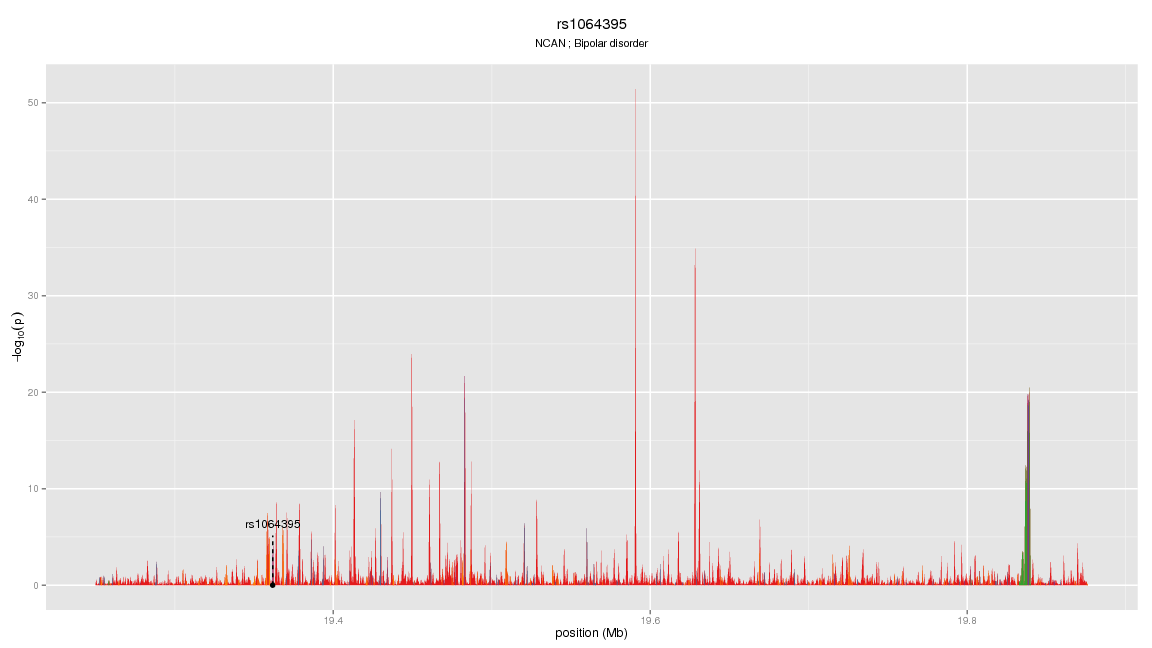 rs1064395
NCAN ; Bipolar disorder
50
40
30
20
10
0
−log10(p)
rs1064395
19.4
19.6
19.8
position (Mb)